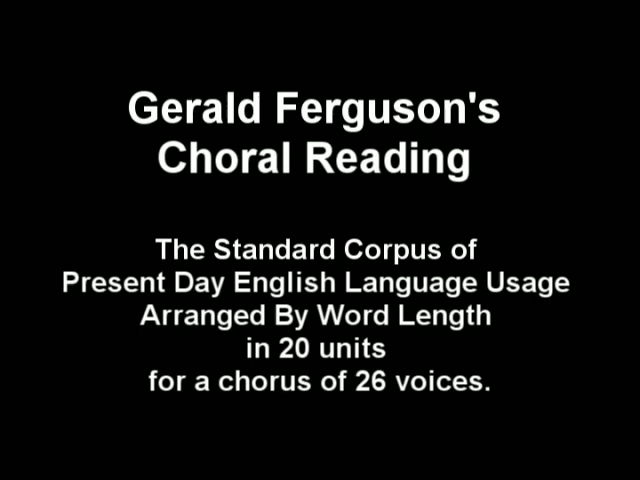 Gerald Ferguson's
Choral Reading
The Standard Corpus of
Present Day English Language Usage
Arranged By Word Length
in 20 units
for a chorus of 26 voices.